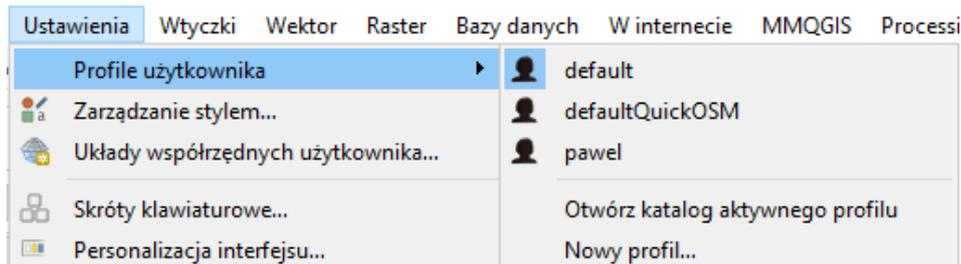 Ustawienia Wtyczki Wektor Raster Bazy danych W internecie MMQGIS Processi
Profile użytkownika default
Zarządzanie stylem... defaultQuickOSM
Układy współrzędnych użytkownika... pawel
Skróty klawiaturowe... Otwórz katalog aktywnego profilu
Personalizacja interfejsu... Nowy profil...